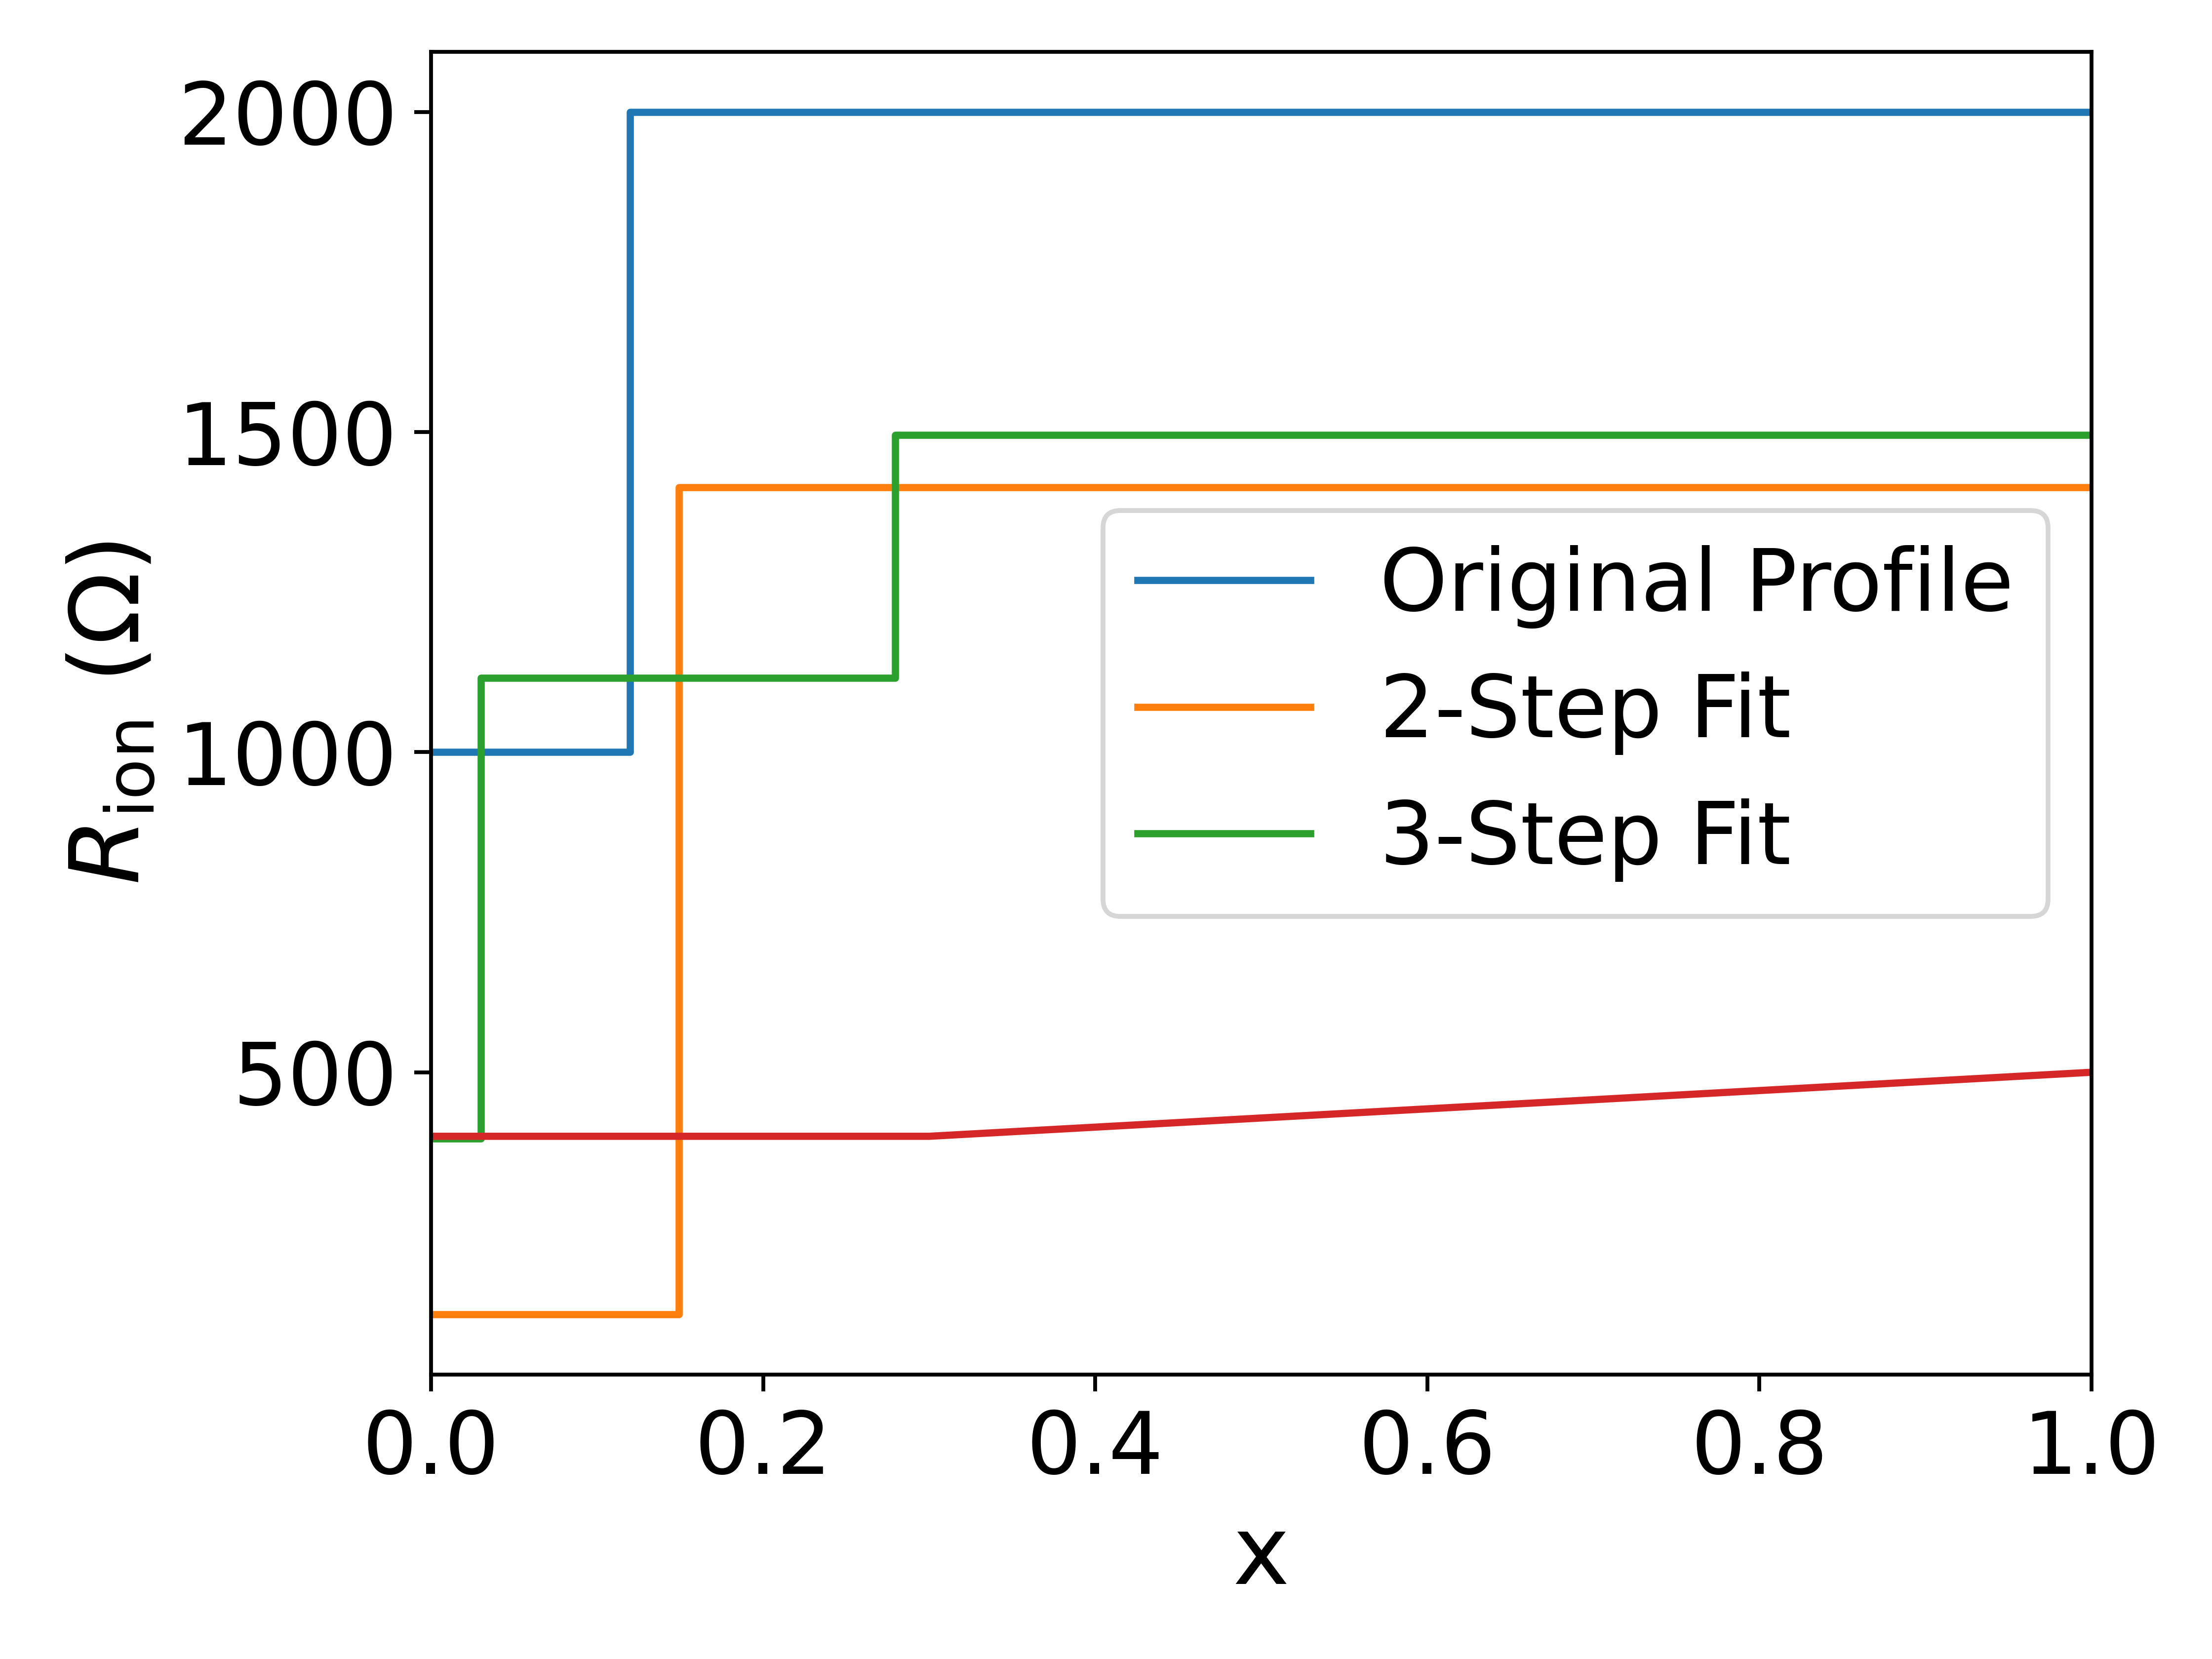 2000
1500
1000
500
R_ion (Ω)
Original Profile
2-Step Fit
3-Step Fit
0.0 0.2 0.4 0.6 0.8 1.0
x